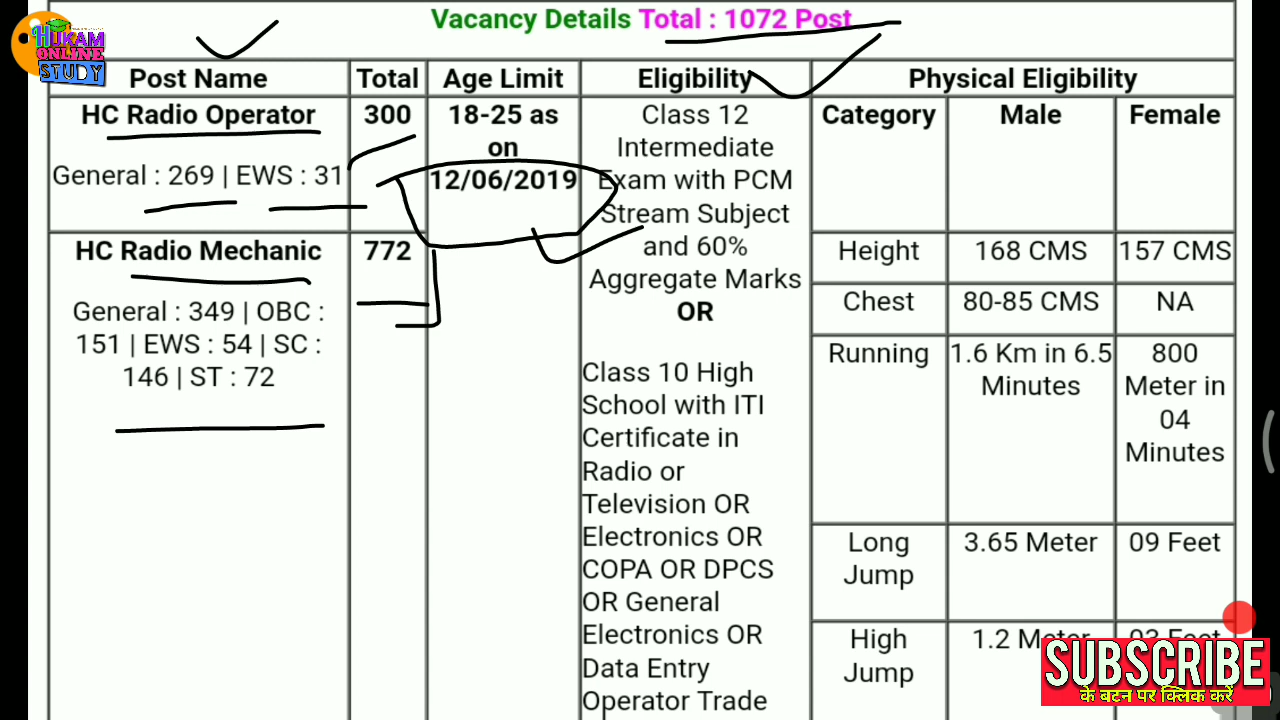 HUKAM
ONLINE
STUDY
Vacancy Details Total : 1072 Post
Post Name
Total
Age Limit
Eligibility
Physical Eligibility
HC Radio Operator
General : 269 | EWS : 31
300
18-25 as
on
12/06/2019
Class 12
Intermediate
Exam with PCM
Stream Subject
and 60%
Aggregate Marks
OR
Class 10 High
School with ITI
Certificate in
Radio or
Television OR
Electronics OR
COPA OR DPCS
OR General
Electronics OR
Data Entry
Operator Trade
Category
Male
Female
HC Radio Mechanic
General : 349 | OBC :
151 | EWS : 54 | SC :
146 | ST : 72
772
Height
168 CMS
157 CMS
Chest
80-85 CMS
NA
Running
1.6 Km in 6.5
Minutes
800
Meter in
04
Minutes
Long
Jump
3.65 Meter
09 Feet
High
Jump
1.2 Meter
03 Feet
SUBSCRIBE
के बटन पर क्लिक करें